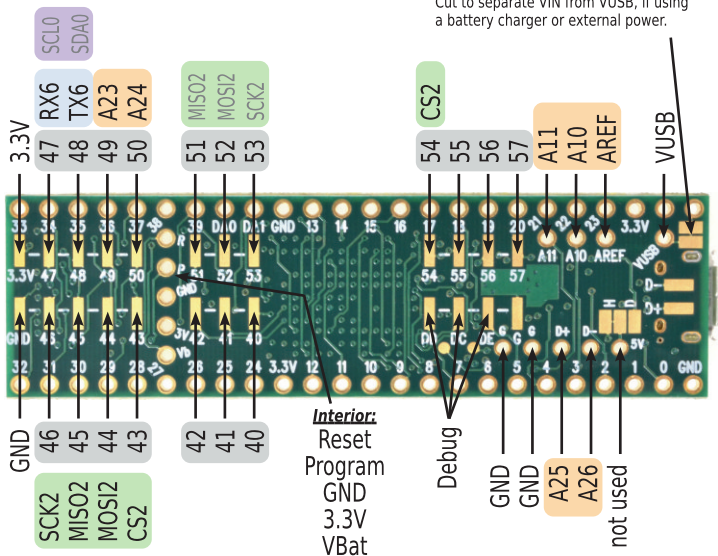 Cut to separate VIN from VUSB, if using
a battery charger or external power.
SCL0 SDA0
RX6 TX6 A23 A24 MISO2 MOSI2 SCK2 CS2 A11 A10 AREF
3.3V 47 48 49 50 51 52 53 54 55 56 57 VUSB
33 34 35 36 37 38 39 DA0 DA1 GND 13 14 15 16 17 18 19 20 21 22 23 3.3V
R A11 A10 AREF VUSB
3.3V 47 48 49 50 P 51 52 53 54 55 56 57
D-
GND
D+
GND 46 45 44 43 3V 42 41 40 DD DC DE G G G D+ D- 5V
VB
32 31 30 29 28 27 26 25 24 3.3V 12 11 10 9 8 7 6 5 4 3 2 1 0 GND
GND 46 45 44 43 42 41 40 Debug GND GND A25 A26 not used
SCK2 MISO2 MOSI2 CS2
Interior:
Reset
Program
GND
3.3V
VBat